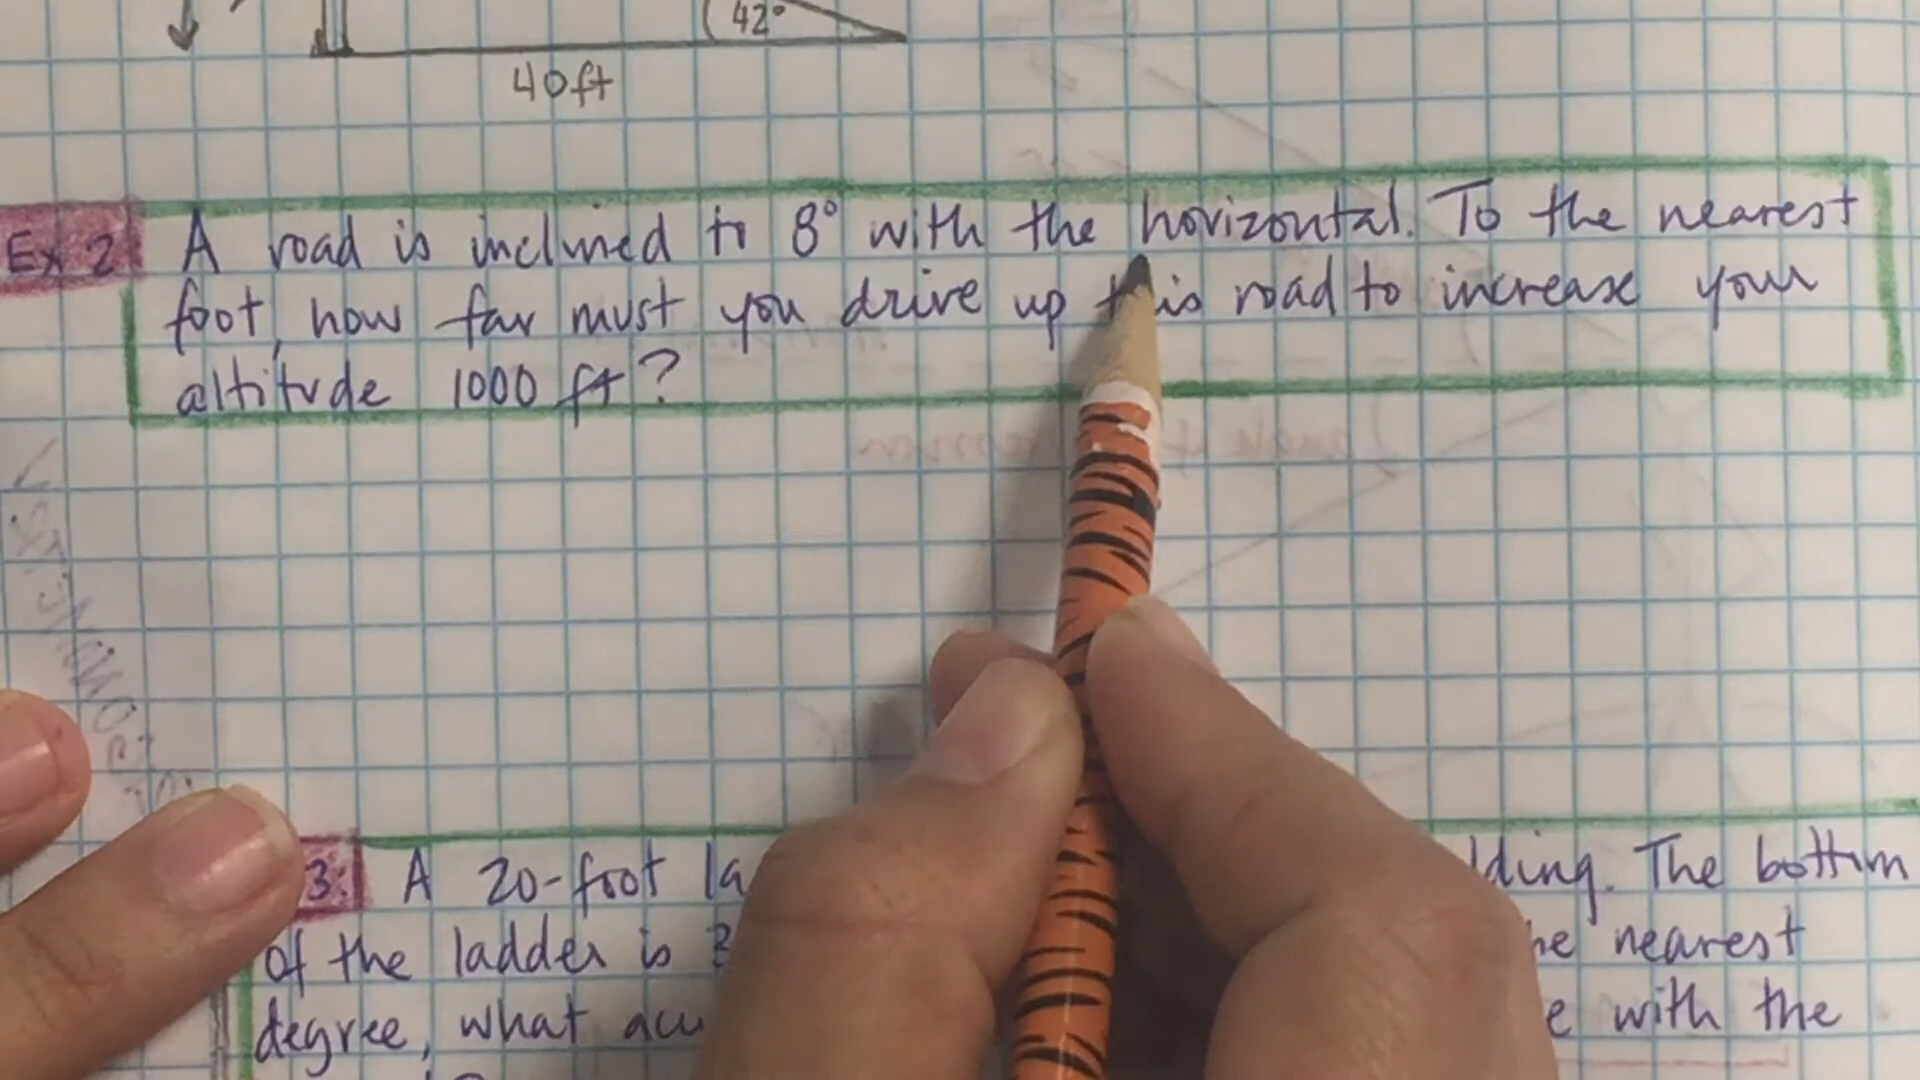 42°
40ft
Ex 2 A road is inclined to 8° with the horizontal. To the nearest
foot, how far must you drive up this road to increase your
altitude 1000 ft?
3: A 20-foot la lding. The bottom
of the ladder is he nearest
degree, what acu e with the